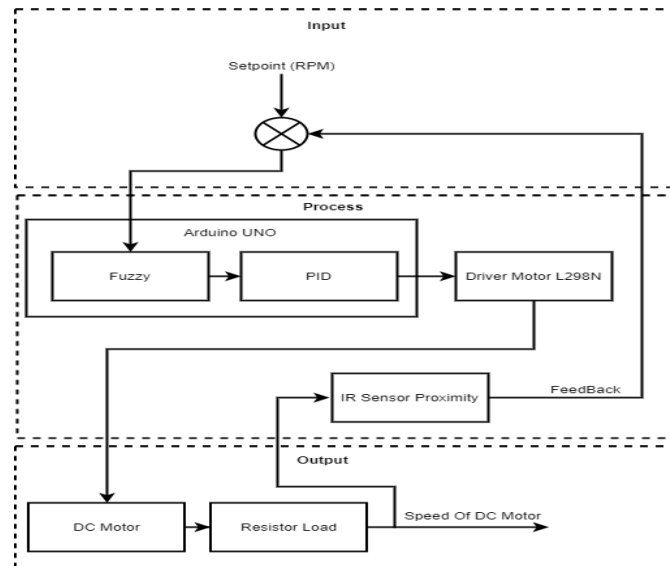 Input
Setpoint (RPM)
Process
Arduino UNO
Fuzzy
PID
Driver Motor L298N
IR Sensor Proximity
FeedBack
Output
DC Motor
Resistor Load
Speed Of DC Motor